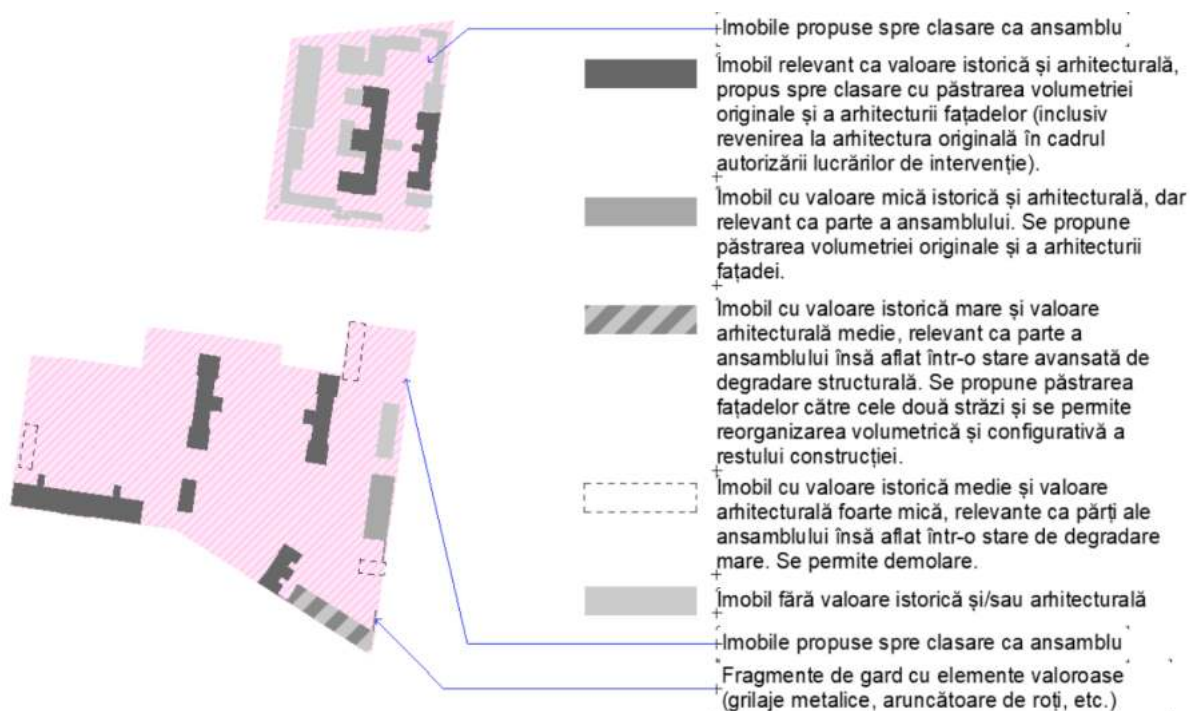 Imobile propuse spre clasare ca ansamblu
Imobil relevant ca valoare istorică și arhitecturală,
propus spre clasare cu păstrarea volumetriei
originale și a arhitecturii fațadelor (inclusiv
revenirea la arhitectura originală în cadrul
autorizării lucrărilor de intervenție).
Imobil cu valoare mică istorică și arhitecturală, dar
relevant ca parte a ansamblului. Se propune
păstrarea volumetriei originale și a arhitecturii
fațadei.
Imobil cu valoare istorică mare și valoare
arhitecturală medie, relevant ca parte a
ansamblului însă aflat într-o stare avansată de
degradare structurală. Se propune păstrarea
fațadelor către cele două străzi și se permite
reorganizarea volumetrică și configurativă a
restului construcției.
Imobil cu valoare istorică medie și valoare
arhitecturală foarte mică, relevante ca părți ale
ansamblului însă aflat într-o stare de degradare
mare. Se permite demolare.
Imobil fără valoare istorică și/sau arhitecturală
Imobile propuse spre clasare ca ansamblu
Fragmente de gard cu elemente valoroase
(grilaje metalice, aruncătoare de roți, etc.)